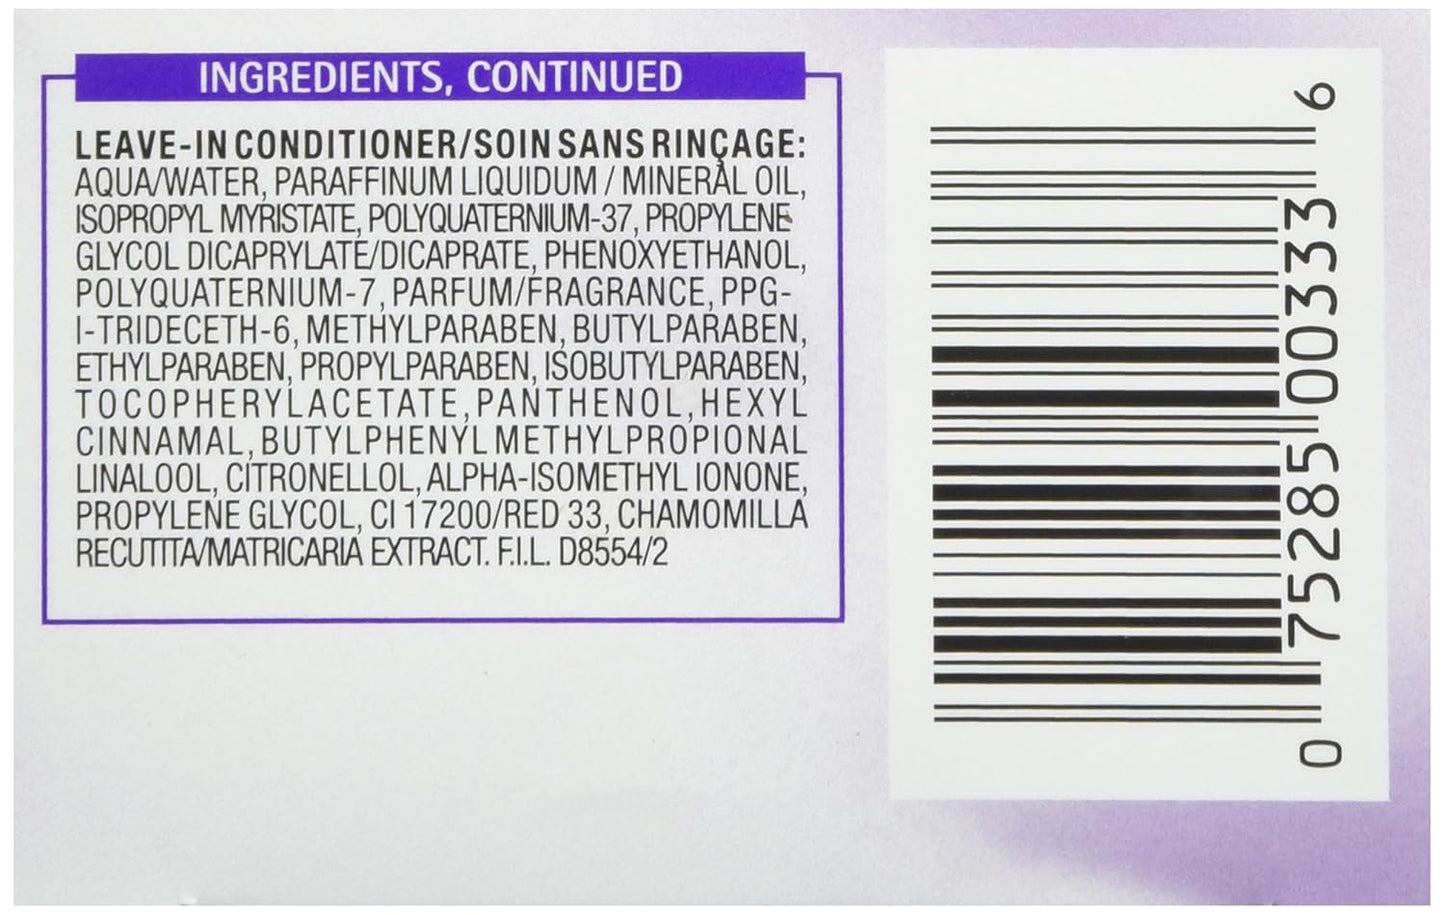 INGREDIENTS, CONTINUED
LEAVE-IN CONDITIONER/SOIN SANS RINÇAGE:
AQUA/WATER, PARAFFINUM LIQUIDUM / MINERAL OIL,
ISOPROPYL MYRISTATE, POLYQUATERNIUM-37, PROPYLENE
GLYCOL DICAPRYLATE/DICAPRATE, PHENOXYETHANOL,
POLYQUATERNIUM-7, PARFUM/FRAGRANCE, PPG-
I-TRIDECETH-6, METHYLPARABEN, BUTYLPARABEN,
ETHYLPARABEN, PROPYLPARABEN, ISOBUTYLPARABEN,
TOCOPHERYLACETATE, PANTHENOL, HEXYL
CINNAMAL, BUTYLPHENYL METHYLPROPIONAL
LINALOOL, CITRONELLOL, ALPHA-ISOMETHYL IONONE,
PROPYLENE GLYCOL, CI 17200/RED 33, CHAMOMILLA
RECUTITA/MATRICARIA EXTRACT. F.I.L. D8554/2
0 75285 00333 6